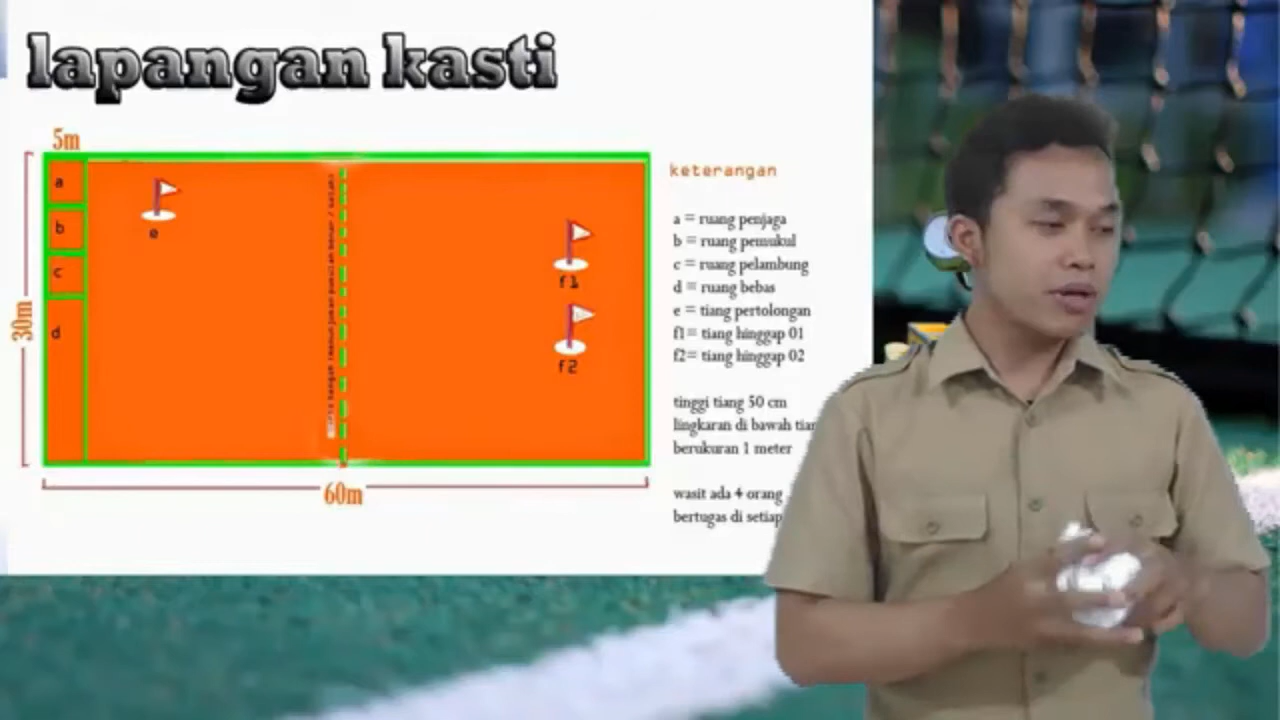 lapangan kasti
5m
a
b
c
d
e
f1
f2
30m
60m
keterangan
a = ruang penjaga
b = ruang pemukul
c = ruang pelambung
d = ruang bebas
e = tiang pertolongan
f1= tiang hinggap 01
f2= tiang hinggap 02
tinggi tiang 50 cm
lingkaran di bawah
berukuran 1 meter
wasit ada 4 orang
bertugas di setiap